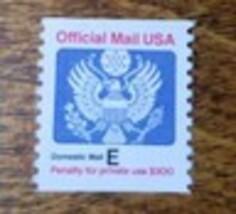 Official Mail USA
Domestic Mail E
Penalty for private use $300